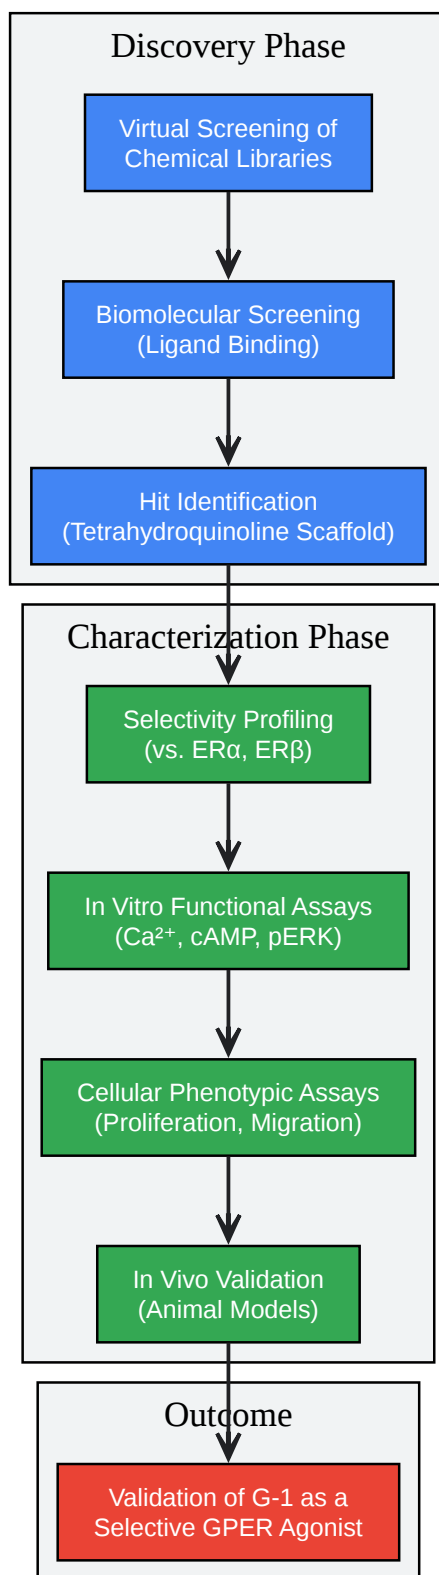 Discovery Phase
Virtual Screening of
Chemical Libraries
Biomolecular Screening
(Ligand Binding)
Hit Identification
(Tetrahydroquinoline Scaffold)
Characterization Phase
Selectivity Profiling
(vs. ERα, ERβ)
In Vitro Functional Assays
(Ca²⁺, cAMP, pERK)
Cellular Phenotypic Assays
(Proliferation, Migration)
In Vivo Validation
(Animal Models)
Outcome
Validation of G-1 as a
Selective GPER Agonist